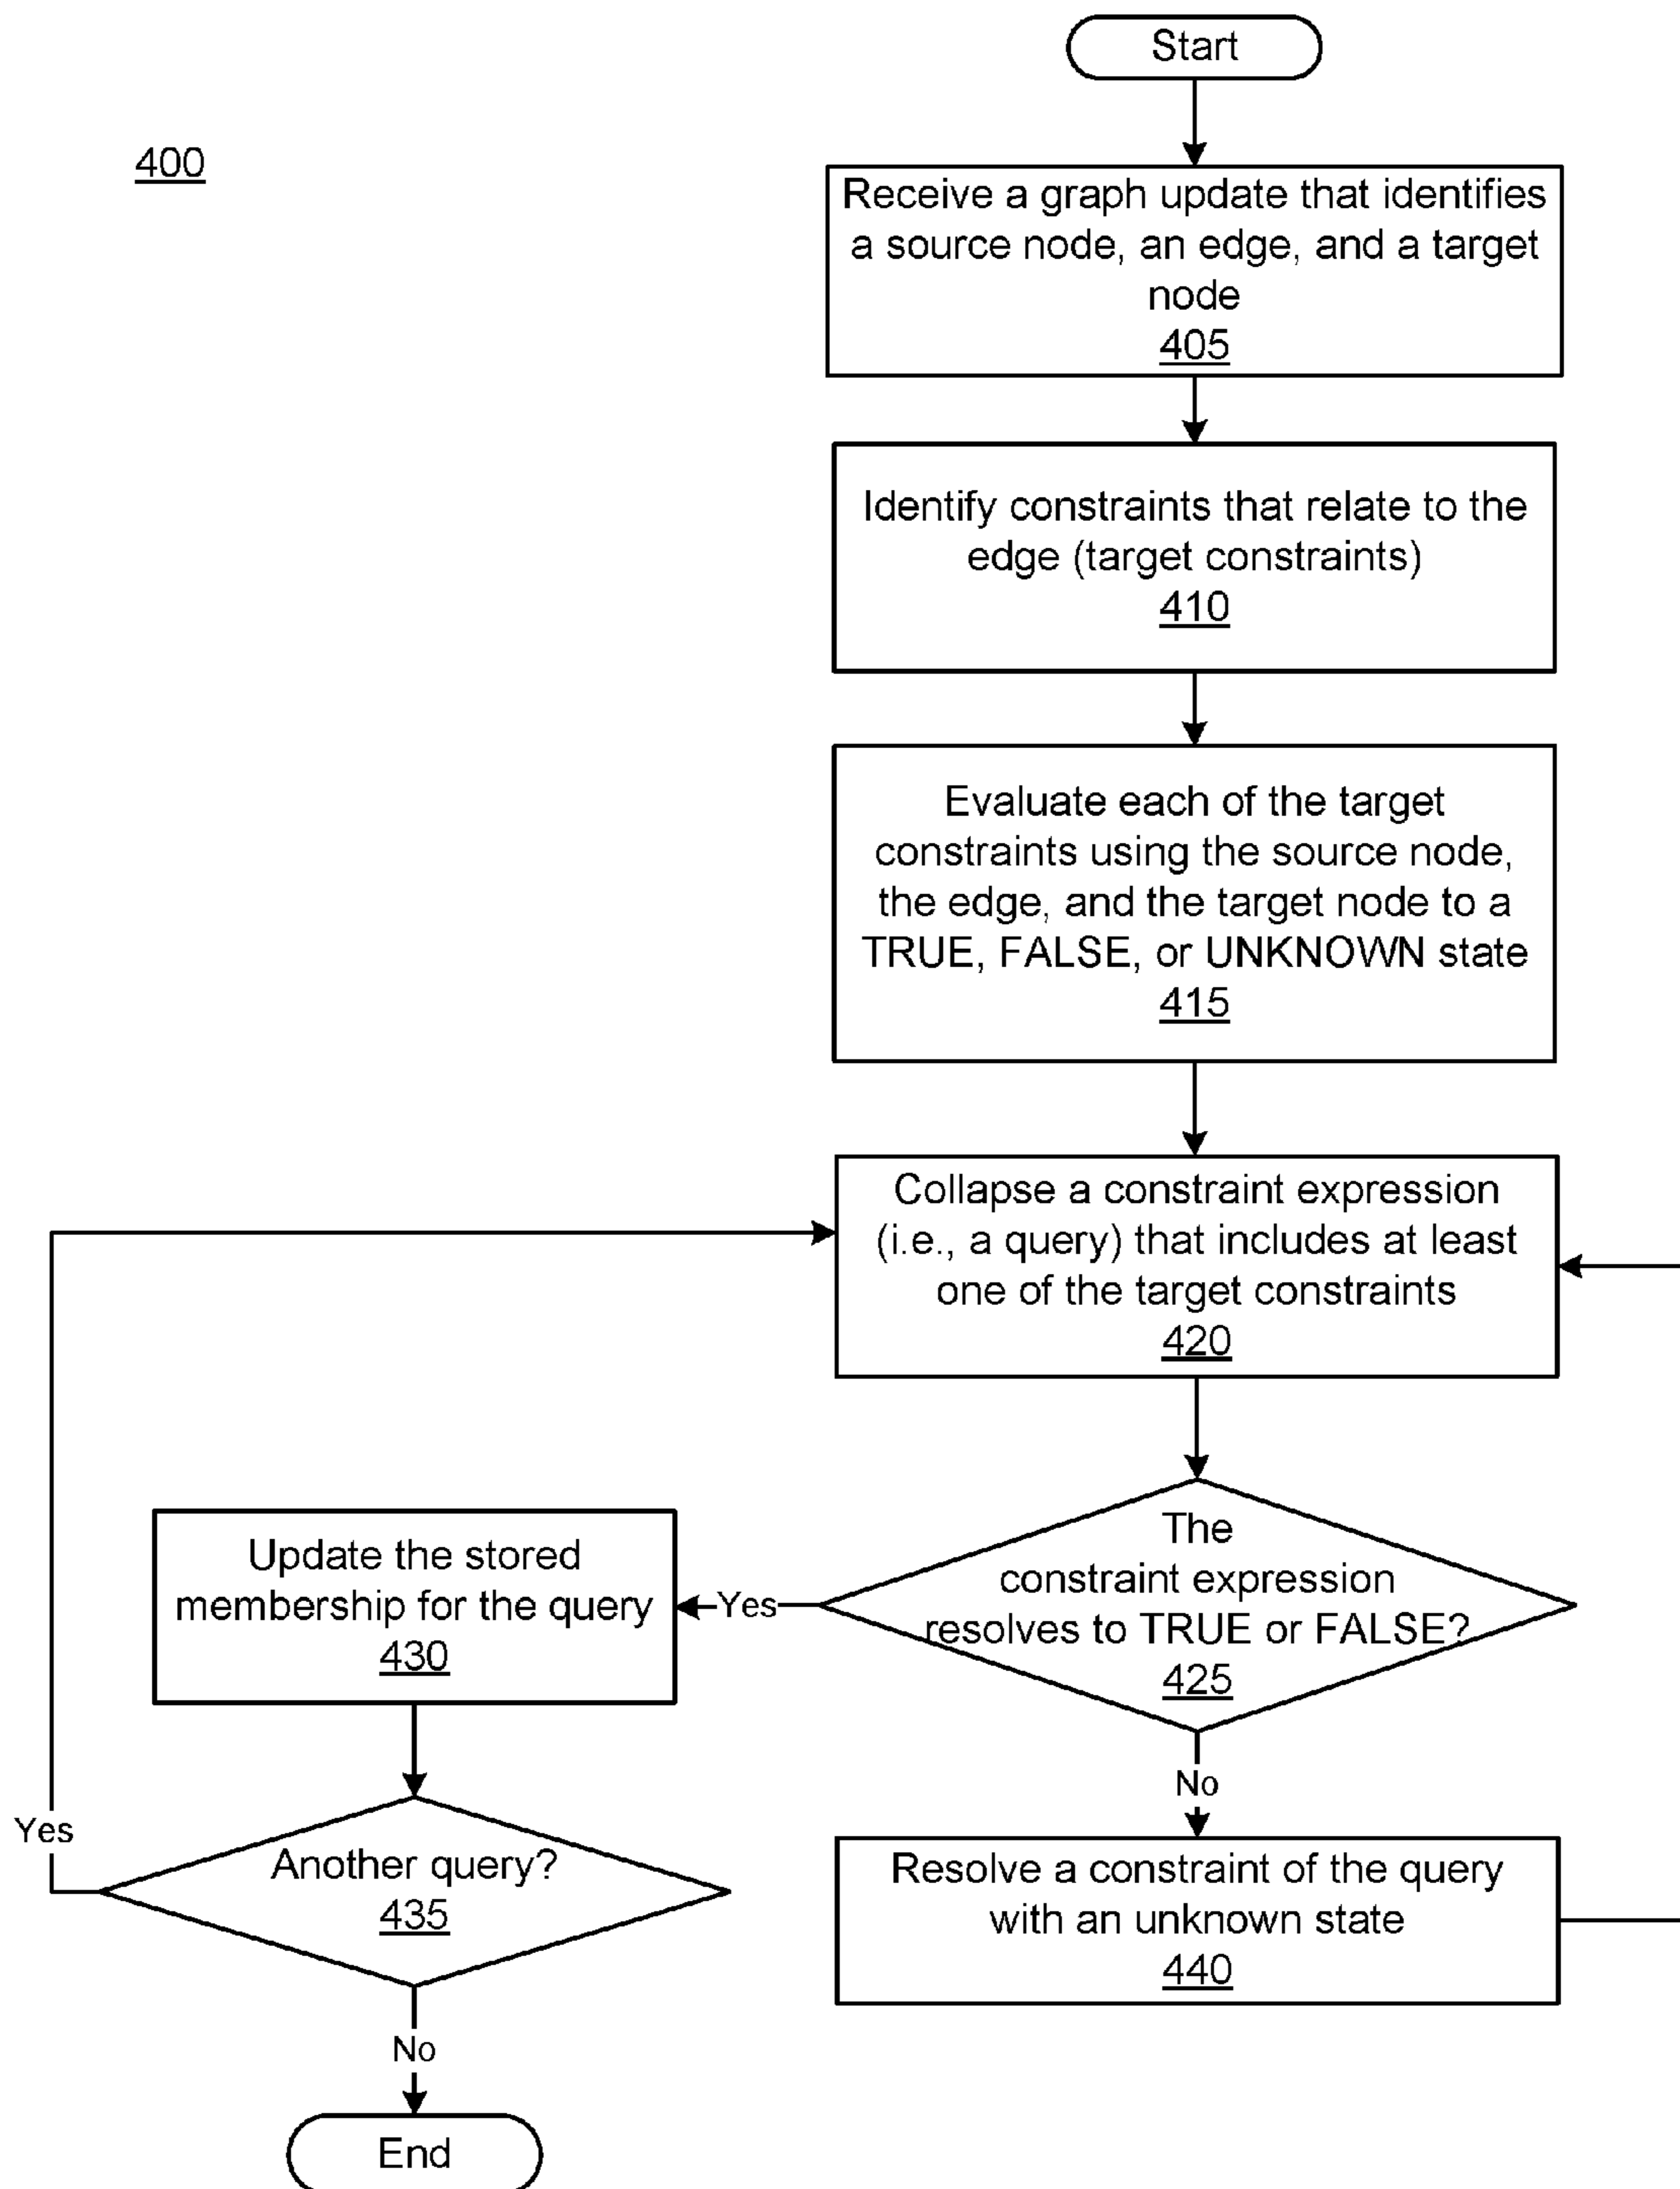 Start
400
Receive a graph update that identifies
a source node, an edge, and a target
node
405
Identify constraints that relate to the
edge (target constraints)
410
Evaluate each of the target
constraints using the source node,
the edge, and the target node to a
TRUE, FALSE, or UNKNOWN state
415
Collapse a constraint expression
(i.e., a query) that includes at least
one of the target constraints
420
The
constraint expression
resolves to TRUE or FALSE?
425
Yes
Update the stored
membership for the query
430
No
Yes
Another query?
435
Resolve a constraint of the query
with an unknown state
440
No
End